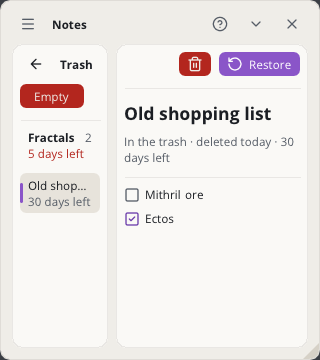 Notes
Trash
Empty
Fractals 2
5 days left
Old shop...
30 days left
Restore
Old shopping list
In the trash · deleted today · 30
days left
Mithril ore
Ectos